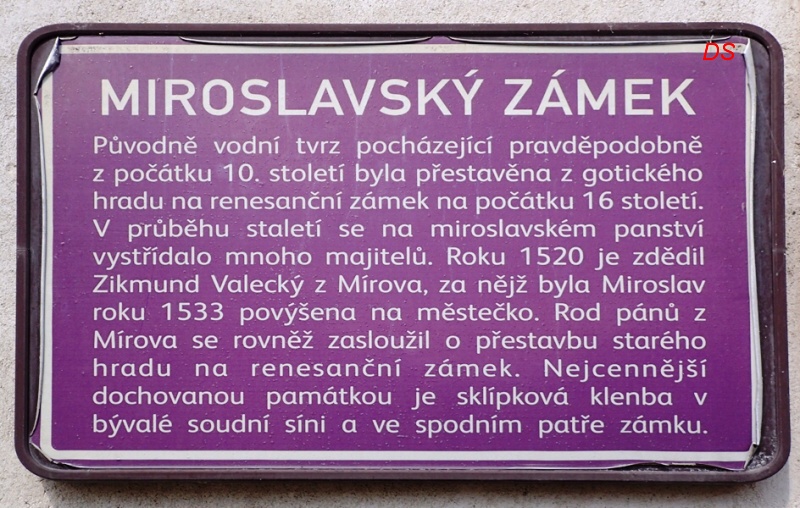 DS
MIROSLAVSKÝ ZÁMEK
Původně vodní tvrz pocházející pravděpodobně
z počátku 10. století byla přestavěna z gotického
hradu na renesanční zámek na počátku 16 století.
V průběhu staletí se na miroslavském panství
vystřídalo mnoho majitelů. Roku 1520 je zdědil
Zikmund Valecký z Mírova, za nějž byla Miroslav
roku 1533 povýšena na městečko. Rod pánů z
Mírova se rovněž zasloužil o přestavbu starého
hradu na renesanční zámek. Nejcennější
dochovanou památkou je sklípková klenba v
bývalé soudní síni a ve spodním patře zámku.